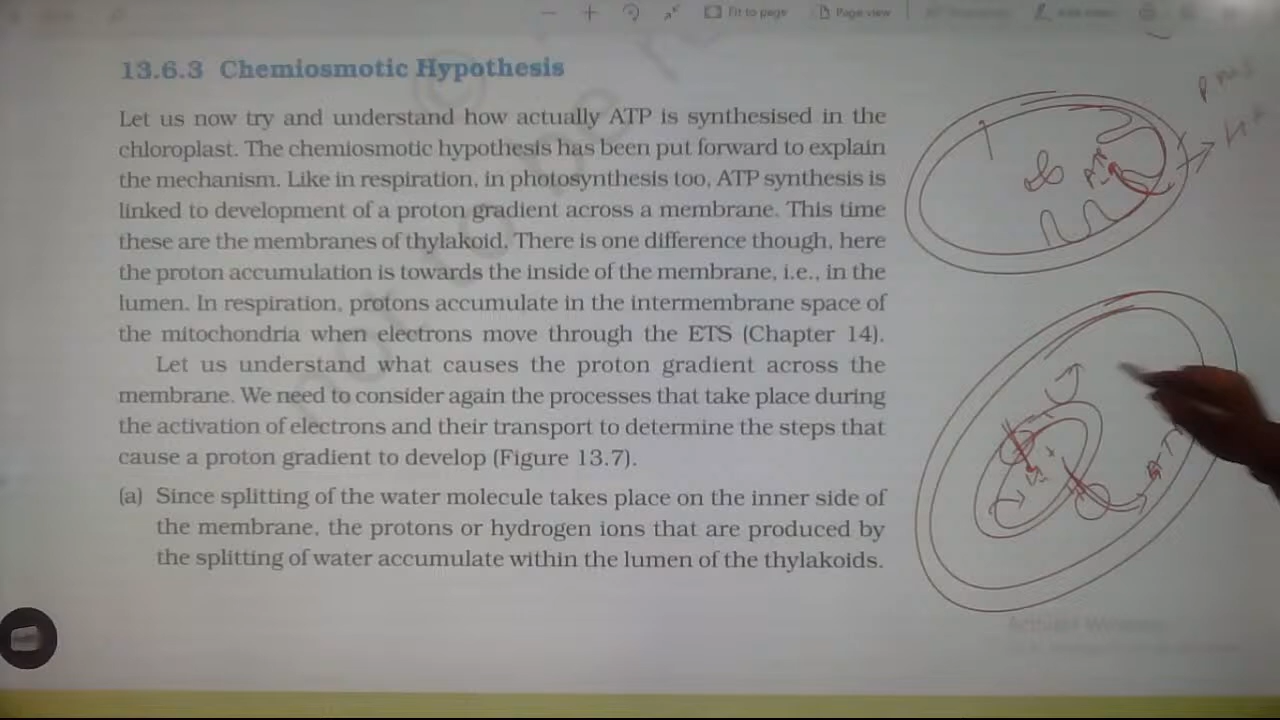 Fit to page Page view
13.6.3 Chemiosmotic Hypothesis
Let us now try and understand how actually ATP is synthesised in the
chloroplast. The chemiosmotic hypothesis has been put forward to explain
the mechanism. Like in respiration, in photosynthesis too, ATP synthesis is
linked to development of a proton gradient across a membrane. This time
these are the membranes of thylakoid. There is one difference though, here
the proton accumulation is towards the inside of the membrane, i.e., in the
lumen. In respiration, protons accumulate in the intermembrane space of
the mitochondria when electrons move through the ETS (Chapter 14).
Let us understand what causes the proton gradient across the
membrane. We need to consider again the processes that take place during
the activation of electrons and their transport to determine the steps that
cause a proton gradient to develop (Figure 13.7).
(a) Since splitting of the water molecule takes place on the inner side of
the membrane, the protons or hydrogen ions that are produced by
the splitting of water accumulate within the lumen of the thylakoids.